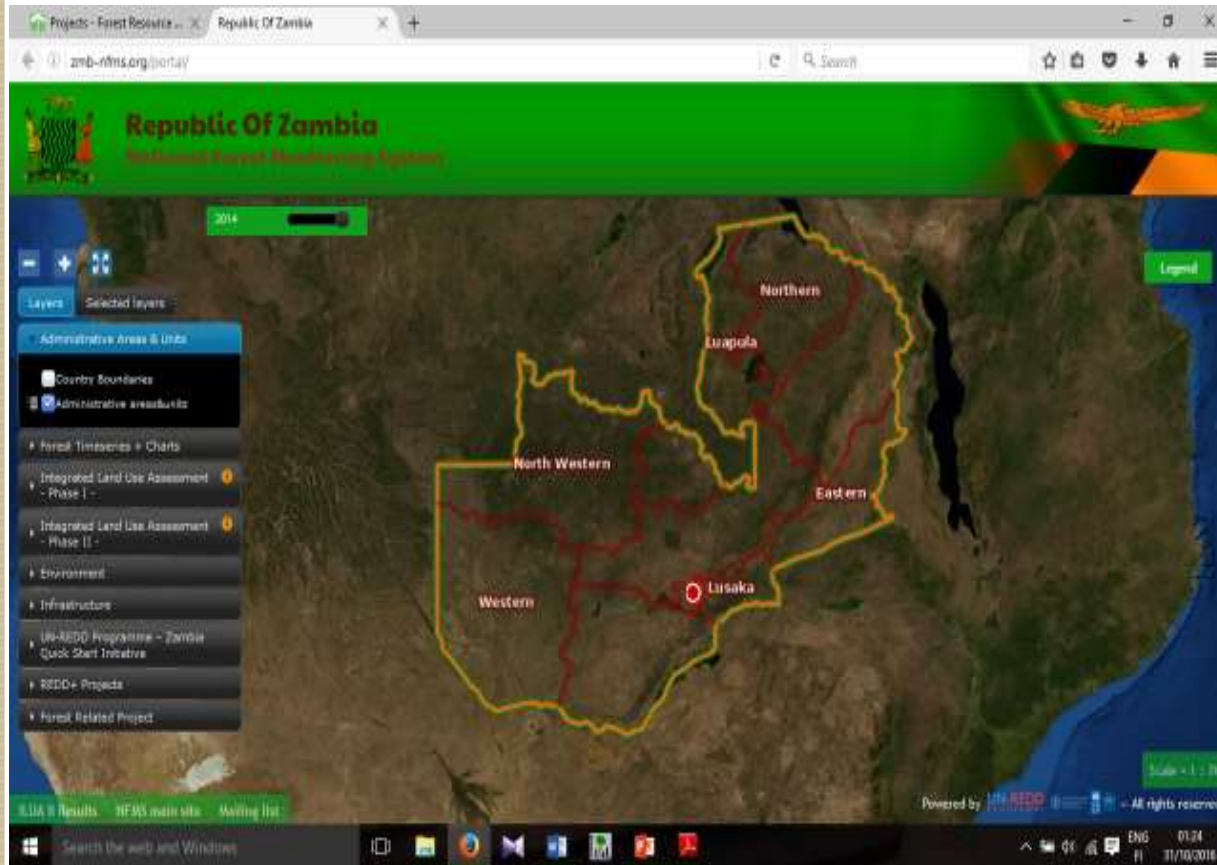 Projects - Forest Resource ...
Republic Of Zambia
zmb-nfms.org/portal/
Search
Republic Of Zambia
National Forest Monitoring System
2014
Legend
Layers
Selected layers
Administrative Areas & Units
Country Boundaries
Administrative areas&units
Forest Timeseries + Charts
Integrated Land Use Assessment
- Phase I -
Integrated Land Use Assessment
- Phase II -
Environment
Infrastructure
UN-REDD Programme - Zambia
Quick Start Initiative
REDD+ Projects
Forest Related Project
Northern
Luapola
North Western
Eastern
Lusaka
Western
Scale = 1 :
ILUA II Results
NFMS main site
Mailing list
Powered by UN-REDD
- All rights reserve
Search the web and Windows
ENG
FI
01:24
31/10/2016